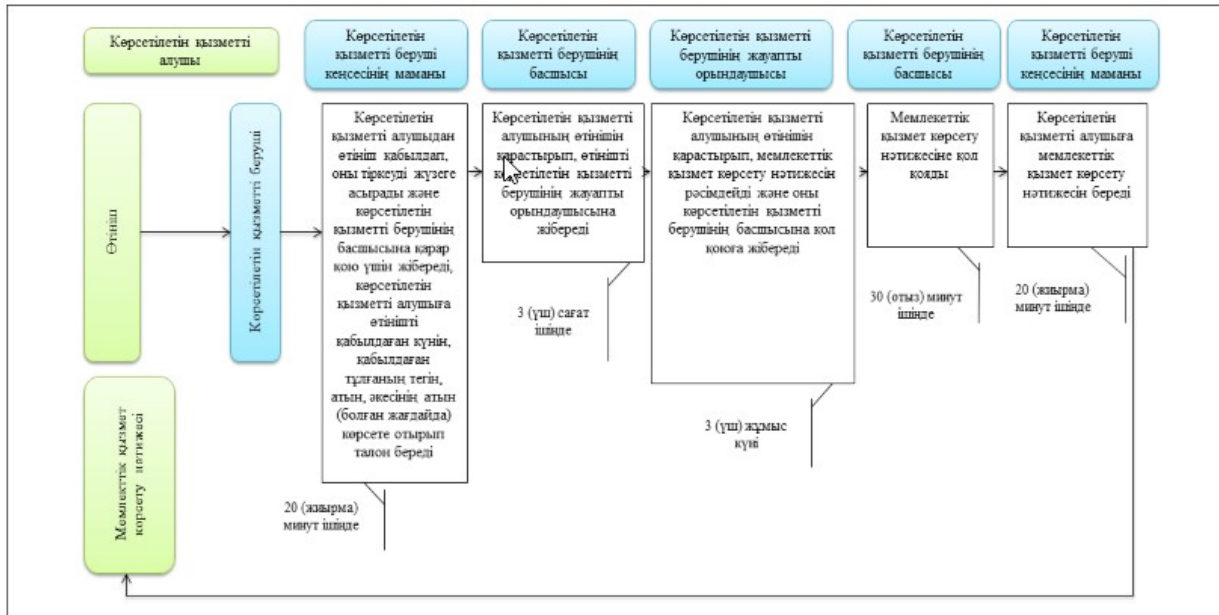 Көрсетілетін қызметті
алушы
Көрсетілетін
қызметті беруші
кеңсесінің маманы
Көрсетілетін
қызметті берушінің
басшысы
Көрсетілетін қызметті
берушінің жауапты
орындаушысы
Көрсетілетін
қызметті берушінің
басшысы
Көрсетілетін
қызметті беруші
кеңсесінің маманы
Өтініш
Көрсетілетін қызметті беруші
Көрсетілетін
қызметті алушыдан
өтініш қабылдап,
оны тіркеуді жүзеге
асырады және
көрсетілетін
қызметті берушінің
басшысына қарар
қою үшін жібереді,
көрсетілетін
қызметті алушыға
өтінішті
қабылдаған күнін,
қабылдаған
тұлғаның тегін,
атын, әкесінің атын
(болған жағдайда)
көрсете отырып
талон береді
20 (жиырма)
минут ішінде
Көрсетілетін қызметті
алушының өтінішін
қарастырып, өтінішті
көрсетілетін қызметті
берушінің жауапты
орындаушысына
жібереді
3 (үш) сағат
ішінде
Көрсетілетін қызметті
алушының өтінішін
қарастырып, мемлекеттік
қызмет көрсету нәтижесін
рәсімдейді және оны
көрсетілетін қызметті
берушінің басшысына қол
қоюға жібереді
3 (үш) жұмыс
күні
Мемлекеттік
қызмет көрсету
нәтижесіне қол
қояды
30 (отыз) минут
ішінде
Көрсетілетін
қызметті алушыға
мемлекеттік
қызмет көрсету
нәтижесін береді
20 (жиырма)
минут ішінде
Мемлекттік қызмет
көрсету нәтижесі